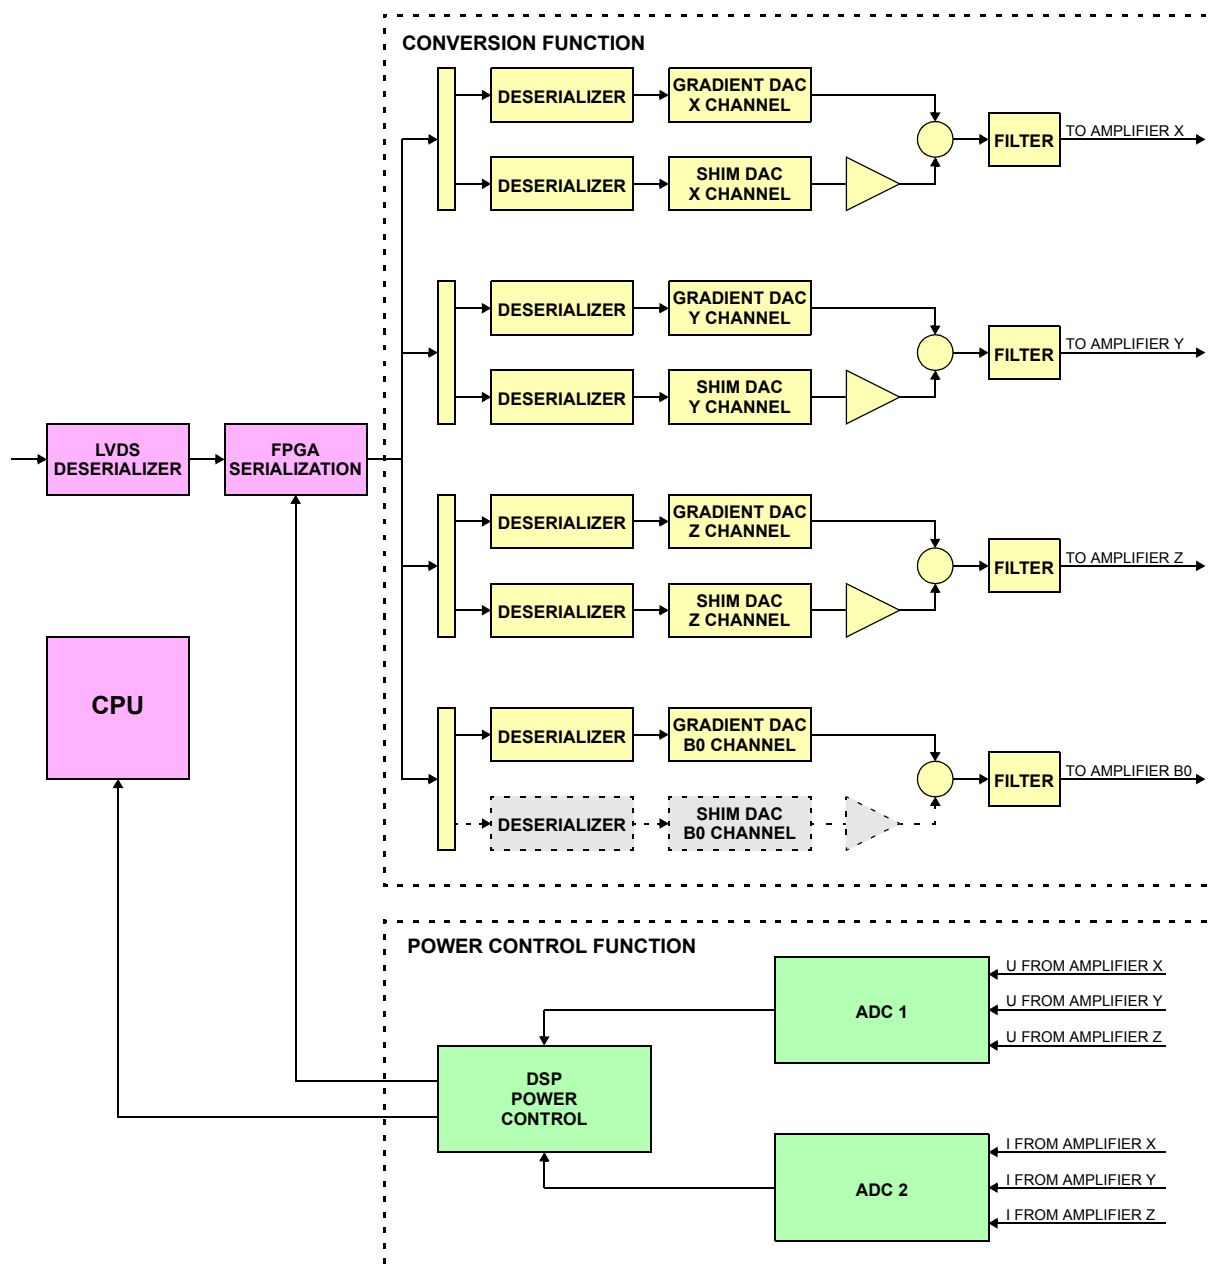 CONVERSION FUNCTION
DESERIALIZER
GRADIENT DAC
X CHANNEL
DESERIALIZER
SHIM DAC
X CHANNEL
FILTER
TO AMPLIFIER X
DESERIALIZER
GRADIENT DAC
Y CHANNEL
DESERIALIZER
SHIM DAC
Y CHANNEL
FILTER
TO AMPLIFIER Y
LVDS
DESERIALIZER
FPGA
SERIALIZATION
DESERIALIZER
GRADIENT DAC
Z CHANNEL
DESERIALIZER
SHIM DAC
Z CHANNEL
FILTER
TO AMPLIFIER Z
CPU
DESERIALIZER
GRADIENT DAC
B0 CHANNEL
DESERIALIZER
SHIM DAC
B0 CHANNEL
FILTER
TO AMPLIFIER B0
POWER CONTROL FUNCTION
ADC 1
U FROM AMPLIFIER X
U FROM AMPLIFIER Y
U FROM AMPLIFIER Z
DSP
POWER
CONTROL
ADC 2
I FROM AMPLIFIER X
I FROM AMPLIFIER Y
I FROM AMPLIFIER Z